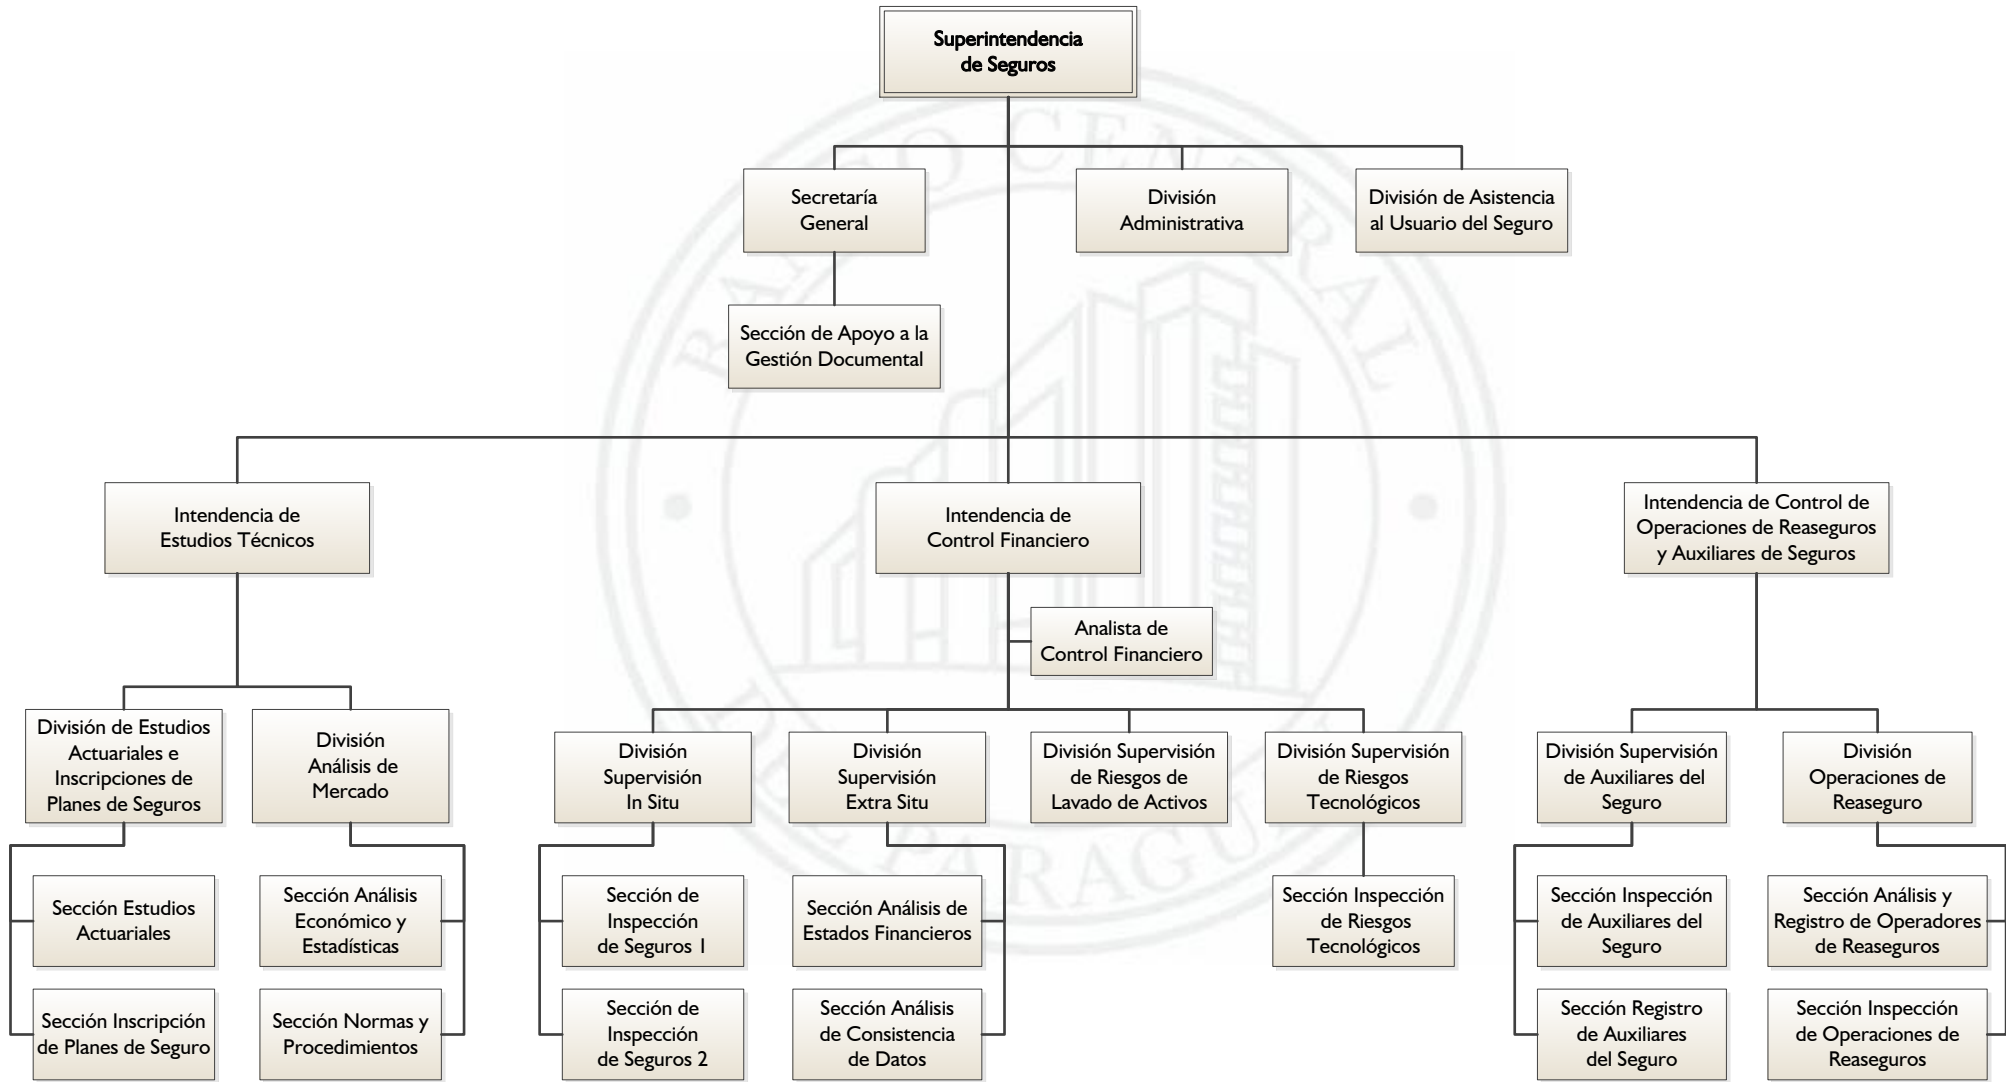 Superintendencia
de Seguros
Secretaría
General
División
Administrativa
División de Asistencia
al Usuario del Seguro
Sección de Apoyo a la
Gestión Documental
Intendencia de
Estudios Técnicos
Intendencia de
Control Financiero
Intendencia de Control de
Operaciones de Reaseguros
y Auxiliares de Seguros
Analista de
Control Financiero
División de Estudios
Actuariales e
Inscripciones de
Planes de Seguros
División
Análisis de
Mercado
División
Supervisión
In Situ
División
Supervisión
Extra Situ
División Supervisión
de Riesgos de
Lavado de Activos
División Supervisión
de Riesgos
Tecnológicos
División Supervisión
de Auxiliares del
Seguro
División
Operaciones de
Reaseguro
Sección Estudios
Actuariales
Sección Análisis
Económico y
Estadísticas
Sección de
Inspección
de Seguros 1
Sección Análisis de
Estados Financieros
Sección Inspección
de Riesgos
Tecnológicos
Sección Inspección
de Auxiliares del
Seguro
Sección Análisis y
Registro de Operadores
de Reaseguros
Sección Inscripción
de Planes de Seguro
Sección Normas y
Procedimientos
Sección de
Inspección
de Seguros 2
Sección Análisis
de Consistencia
de Datos
Sección Registro
de Auxiliares
del Seguro
Sección Inspección
de Operaciones de
Reaseguros
BANCO CENTRAL
DEL PARAGUAY